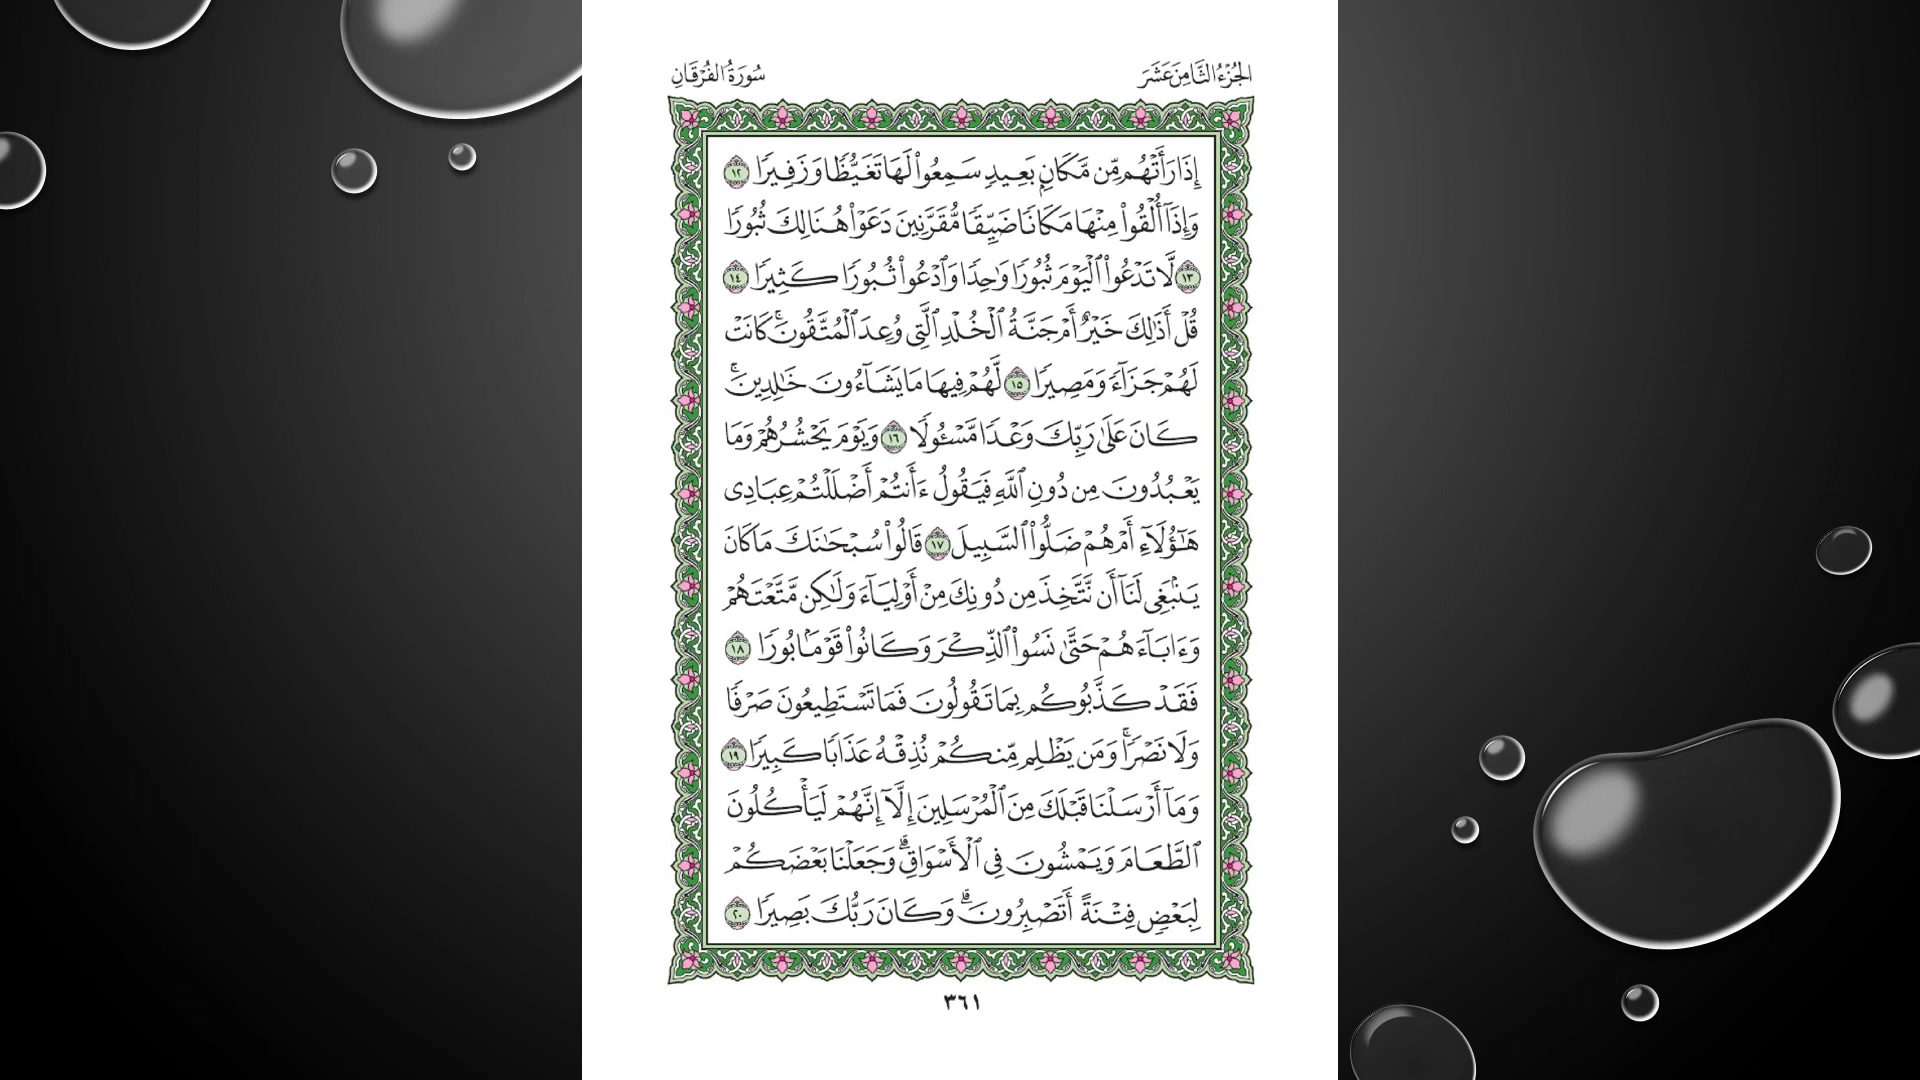 الجُزْءُ الثَّامِنَ عَشَرَ
سُورَةُ الفُرْقَانِ
إِذَا رَأَتْهُم مِّن مَّكَانٍۭ بَعِيدٖ سَمِعُواْ لَهَا تَغَيُّظٗا وَزَفِيرٗا ١٢
وَإِذَآ أُلۡقُواْ مِنۡهَا مَكَانٗا ضَيِّقٗا مُّقَرَّنِينَ دَعَوۡاْ هُنَالِكَ ثُبُورٗا
١٣ لَّا تَدۡعُواْ ٱلۡيَوۡمَ ثُبُورٗا وَٰحِدٗا وَٱدۡعُواْ ثُبُورٗا كَثِيرٗا ١٤
قُلۡ أَذَٰلِكَ خَيۡرٌ أَمۡ جَنَّةُ ٱلۡخُلۡدِ ٱلَّتِي وُعِدَ ٱلۡمُتَّقُونَۚ كَانَتۡ
لَهُمۡ جَزَآءٗ وَمَصِيرٗا ١٥ لَّهُمۡ فِيهَا مَا يَشَآءُونَ خَٰلِدِينَۚ
كَانَ عَلَىٰ رَبِّكَ وَعۡدٗا مَّسۡـُٔولٗا ١٦ وَيَوۡمَ يَحۡشُرُهُمۡ وَمَا
يَعۡبُدُونَ مِن دُونِ ٱللَّهِ فَيَقُولُ ءَأَنتُمۡ أَضۡلَلۡتُمۡ عِبَادِي
هَٰٓؤُلَآءِ أَمۡ هُمۡ ضَلُّواْ ٱلسَّبِيلَ ١٧ قَالُواْ سُبۡحَٰنَكَ مَا كَانَ
يَنۢبَغِي لَنَآ أَن نَّتَّخِذَ مِن دُونِكَ مِنۡ أَوۡلِيَآءَ وَلَٰكِن مَّتَّعۡتَهُمۡ
وَءَابَآءَهُمۡ حَتَّىٰ نَسُواْ ٱلذِّكۡرَ وَكَانُواْ قَوۡمَۢا بُورٗا ١٨
فَقَدۡ كَذَّبُوكُم بِمَا تَقُولُونَ فَمَا تَسۡتَطِيعُونَ صَرۡفٗا
وَلَا نَصۡرٗاۚ وَمَن يَظۡلِم مِّنكُمۡ نُذِقۡهُ عَذَابٗا كَبِيرٗا ١٩
وَمَآ أَرۡسَلۡنَا قَبۡلَكَ مِنَ ٱلۡمُرۡسَلِينَ إِلَّآ إِنَّهُمۡ لَيَأۡكُلُونَ
ٱلطَّعَامَ وَيَمۡشُونَ فِي ٱلۡأَسۡوَاقِۗ وَجَعَلۡنَا بَعۡضَكُمۡ
لِبَعۡضٖ فِتۡنَةً أَتَصۡبِرُونَۗ وَكَانَ رَبُّكَ بَصِيرٗا ٢٠
٣٦١